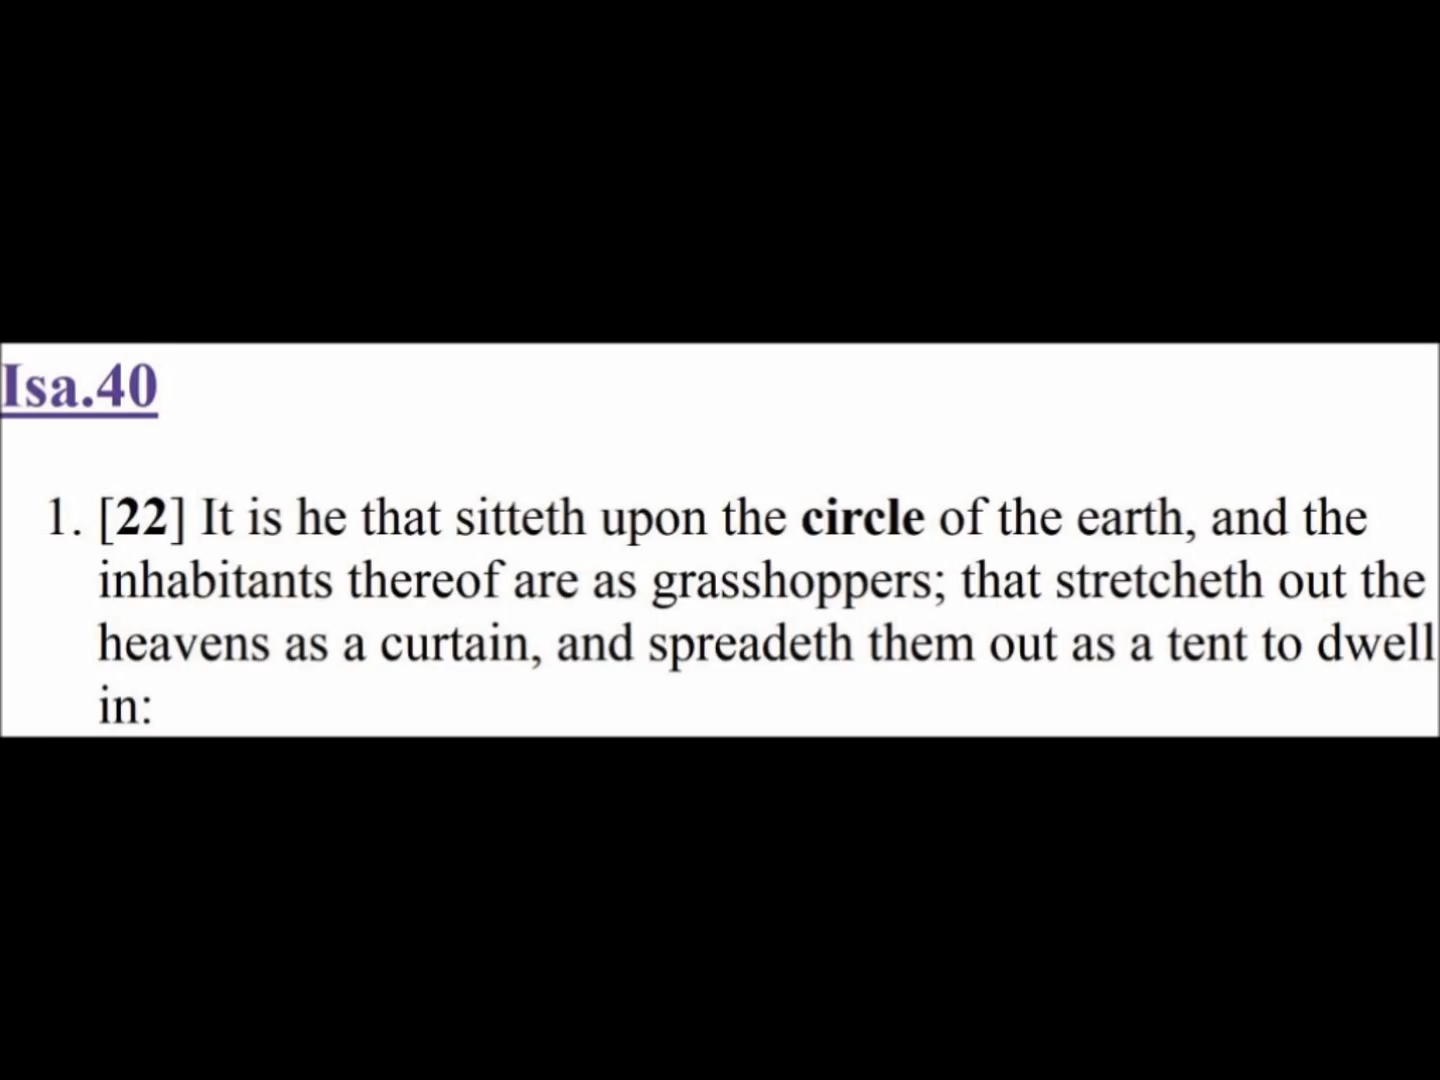 Isa.40
1. [22] It is he that sitteth upon the circle of the earth, and the
inhabitants thereof are as grasshoppers; that stretcheth out the
heavens as a curtain, and spreadeth them out as a tent to dwell
in: